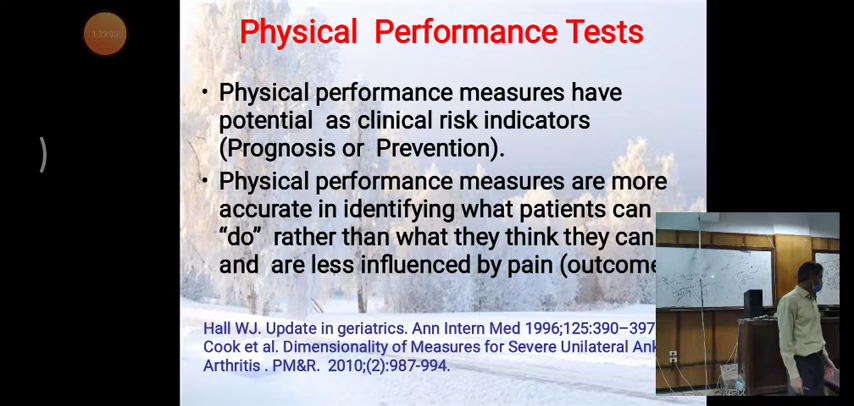 1:33:05
Physical Performance Tests
• Physical performance measures have
potential as clinical risk indicators
(Prognosis or Prevention).
• Physical performance measures are more
accurate in identifying what patients can
“do” rather than what they think they can
and are less influenced by pain (outcome
Hall WJ. Update in geriatrics. Ann Intern Med 1996;125:390–397
Cook et al. Dimensionality of Measures for Severe Unilateral Ank
Arthritis . PM&R. 2010;(2):987-994.